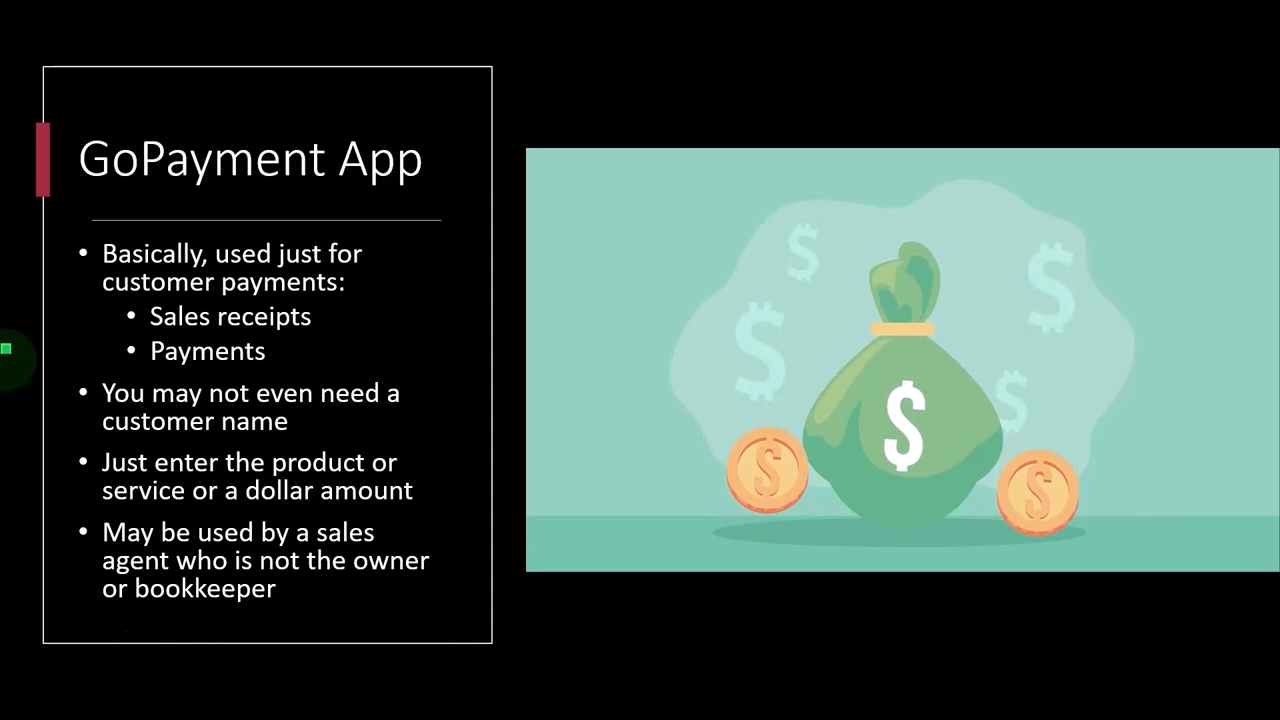 GoPayment App
• Basically, used just for
customer payments:
• Sales receipts
• Payments
• You may not even need a
customer name
• Just enter the product or
service or a dollar amount
• May be used by a sales
agent who is not the owner
or bookkeeper
$
$
$
$
$
$
$